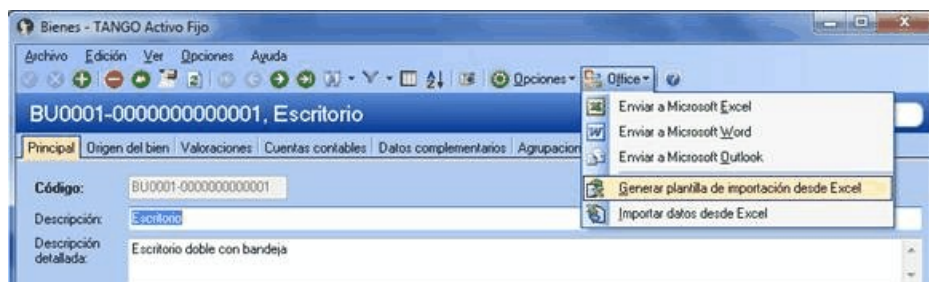 Bienes - TANGO Activo Fijo
Archivo Edición Ver Opciones Ayuda
Opciones Office
BU0001-0000000000001, Escritorio
Enviar a Microsoft Excel
Enviar a Microsoft Word
Enviar a Microsoft Outlook
Generar plantilla de importación desde Excel
Importar datos desde Excel
Principal Origen del bien Valoraciones Cuentas contables Datos complementarios Agrupacion
Código: BU0001-0000000000001
Descripción: Escritorio
Descripción detallada: Escritorio doble con bandeja